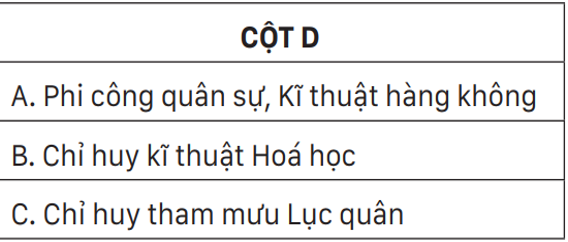 CỘT D
A. Phi công quân sự, Kĩ thuật hàng không
B. Chỉ huy kĩ thuật Hoá học
C. Chỉ huy tham mưu Lục quân